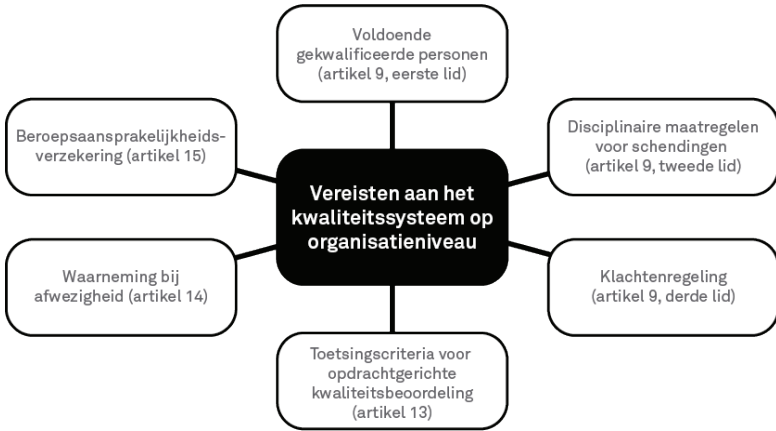 Voldoende
gekwalificeerde personen
(artikel 9, eerste lid)
Beroepsaansprakelijkheids-
verzekering (artikel 15)
Disciplinaire maatregelen
voor schendingen
(artikel 9, tweede lid)
Vereisten aan het
kwaliteitssysteem op
organisatieniveau
Waarneming bij
afwezigheid (artikel 14)
Klachtenregeling
(artikel 9, derde lid)
Toetsingscriteria voor
opdrachtgerichte
kwaliteitsbeoordeling
(artikel 13)